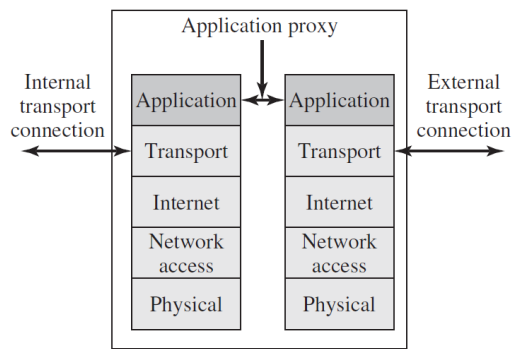 Application proxy
Internal
transport
connection
External
transport
connection
Application
Application
Transport
Transport
Internet
Internet
Network
access
Network
access
Physical
Physical